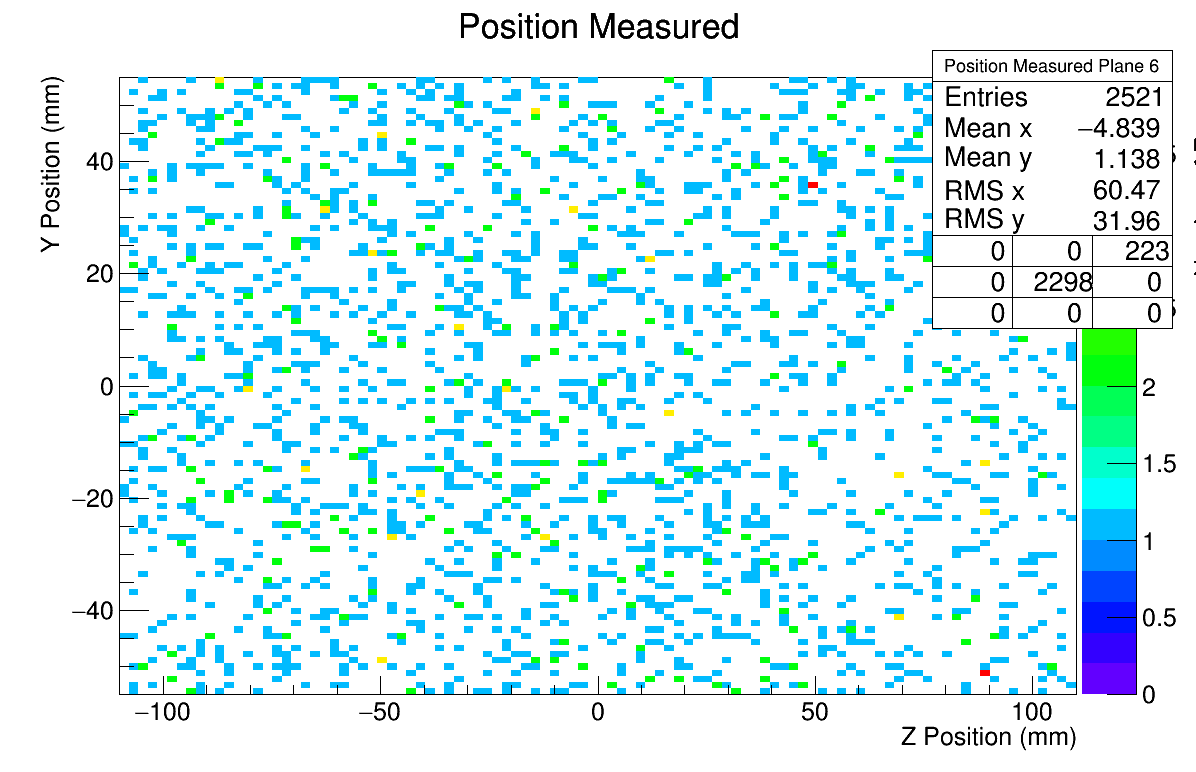 Position Measured
Position Measured Plane 6
Entries 2521
Mean x −4.839
Mean y 1.138
RMS x 60.47
RMS y 31.96
0 0 223
0 2298 0
0 0 0
Y Position (mm)
40
20
0
−20
−40
−100 −50 0 50 100
Z Position (mm)
2
1.5
1
0.5
0